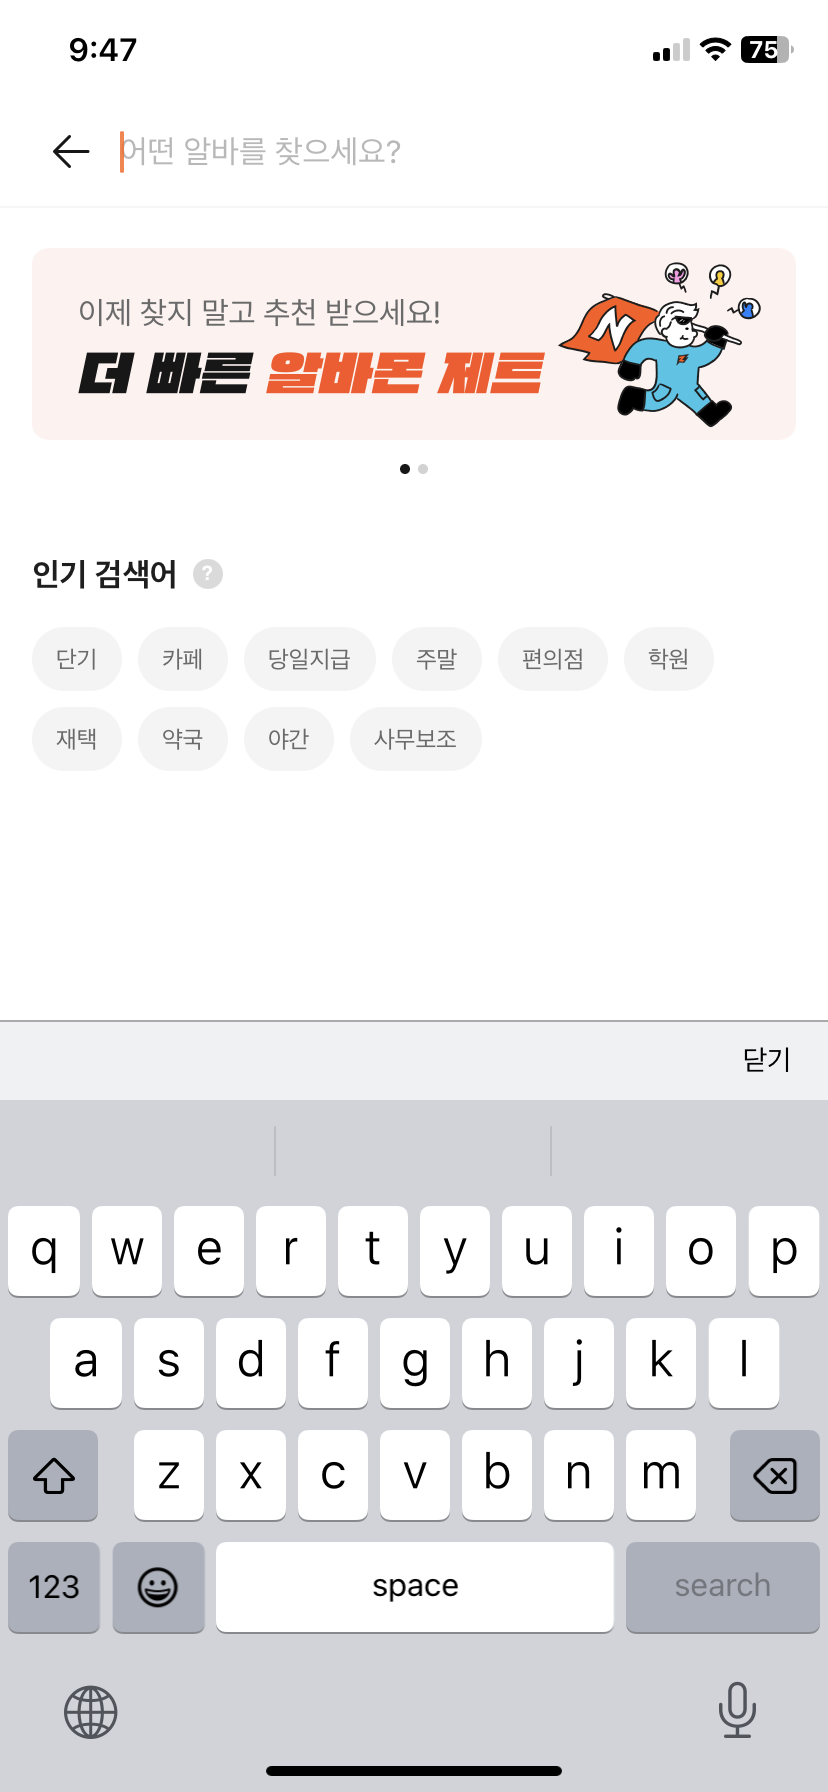 9:47
75
어떤 알바를 찾으세요?
이제 찾지 말고 추천 받으세요!
더 빠른 알바몬 제트
인기 검색어 ?
단기 카페 당일지급 주말 편의점 학원
재택 약국 야간 사무보조
닫기
q w e r t y u i o p
a s d f g h j k l
z x c v b n m
123 space search